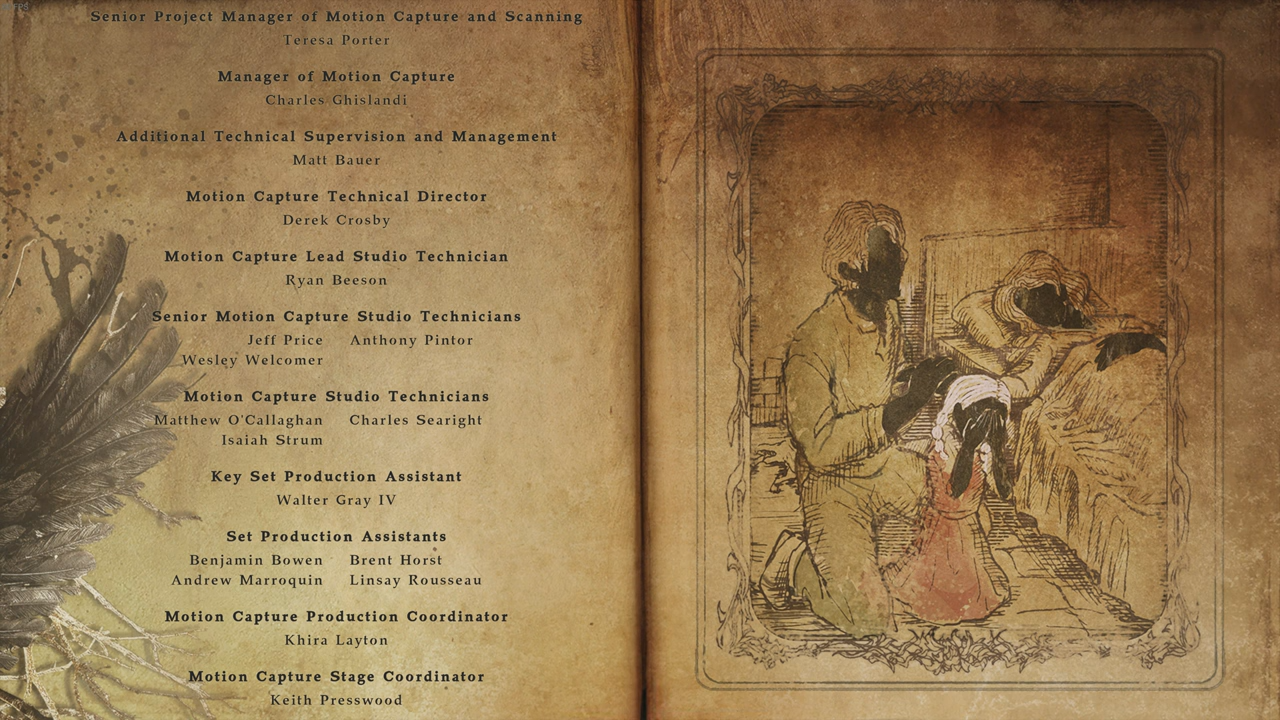 Senior Project Manager of Motion Capture and Scanning
Teresa Porter
Manager of Motion Capture
Charles Ghislandi
Additional Technical Supervision and Management
Matt Bauer
Motion Capture Technical Director
Derek Crosby
Motion Capture Lead Studio Technician
Ryan Beeson
Senior Motion Capture Studio Technicians
Jeff Price Anthony Pintor
Wesley Welcomer
Motion Capture Studio Technicians
Matthew O'Callaghan Charles Searight
Isaiah Strum
Key Set Production Assistant
Walter Gray IV
Set Production Assistants
Benjamin Bowen Brent Horst
Andrew Marroquin Linsay Rousseau
Motion Capture Production Coordinator
Khira Layton
Motion Capture Stage Coordinator
Keith Presswood